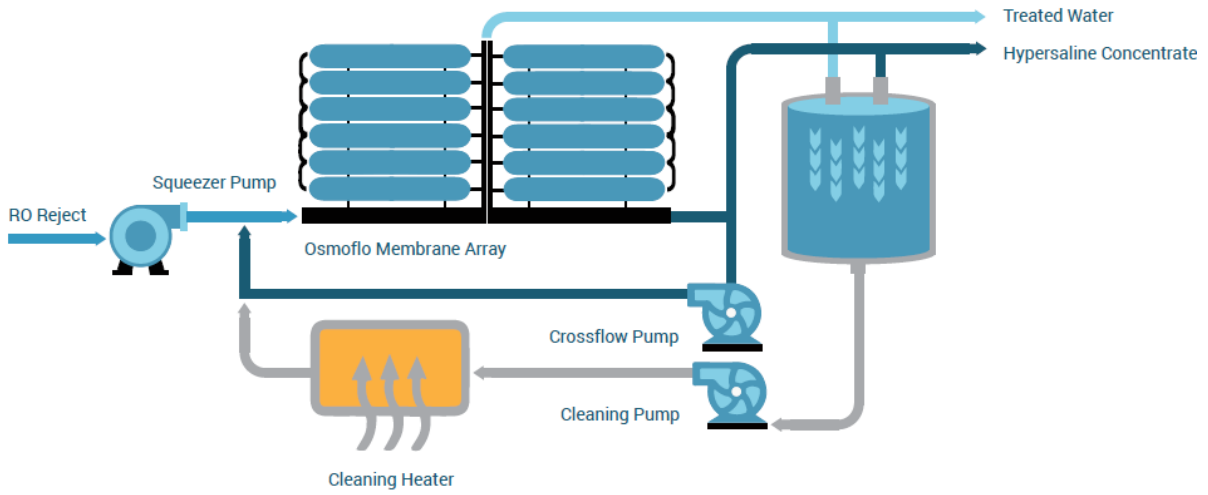 Treated Water
Hypersaline Concentrate
Squeezer Pump
RO Reject
Osmoflo Membrane Array
Crossflow Pump
Cleaning Pump
Cleaning Heater